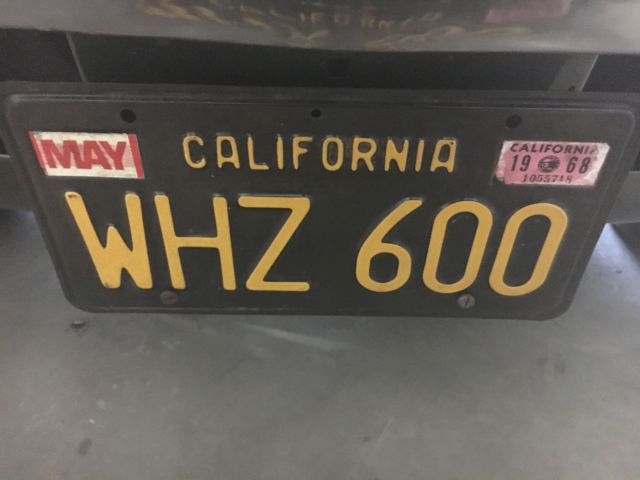 MAY
CALIFORNIA
CALIFORNIA
19 68
1055718
WHZ 600